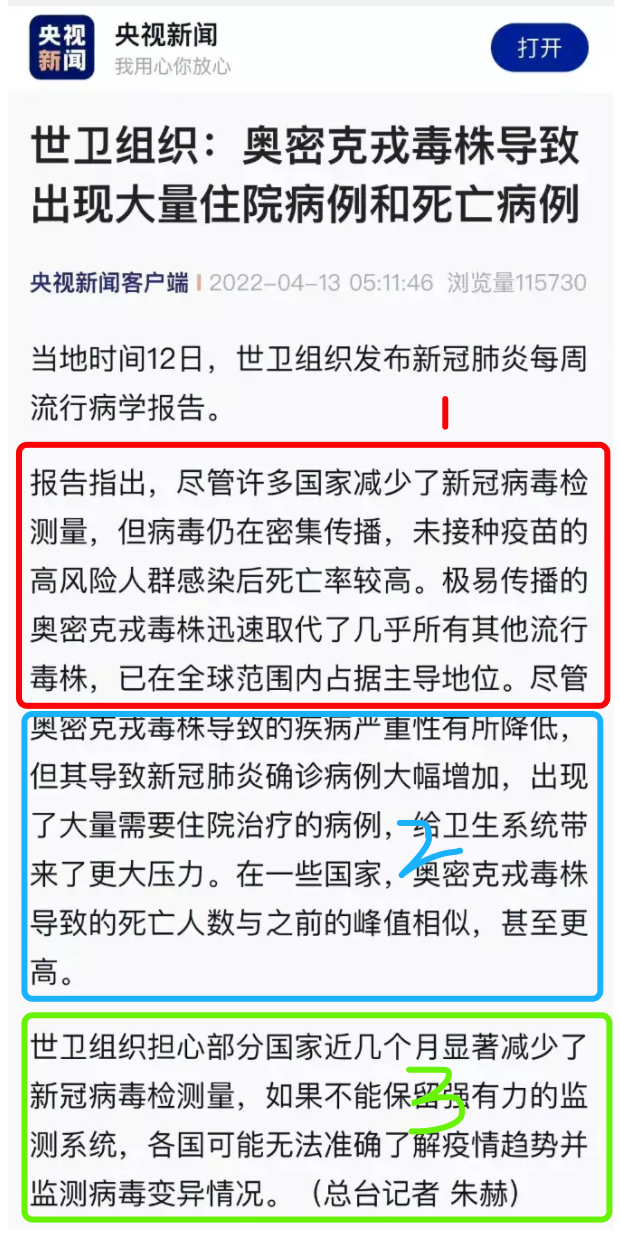 央视
新闻
央视新闻
我用心你放心
打开
世卫组织：奥密克戎毒株导致
出现大量住院病例和死亡病例
央视新闻客户端 | 2022-04-13 05:11:46 浏览量115730
当地时间12日，世卫组织发布新冠肺炎每周
流行病学报告。
1
报告指出，尽管许多国家减少了新冠病毒检
测量，但病毒仍在密集传播，未接种疫苗的
高风险人群感染后死亡率较高。极易传播的
奥密克戎毒株迅速取代了几乎所有其他流行
毒株，已在全球范围内占据主导地位。尽管
奥密克戎毒株导致的疾病严重性有所降低，
但其导致新冠肺炎确诊病例大幅增加，出现
了大量需要住院治疗的病例，给卫生系统带
来了更大压力。在一些国家，奥密克戎毒株
2
导致的死亡人数与之前的峰值相似，甚至更
高。
世卫组织担心部分国家近几个月显著减少了
新冠病毒检测量，如果不能保留强有力的监
3
测系统，各国可能无法准确了解疫情趋势并
监测病毒变异情况。（总台记者 朱赫）